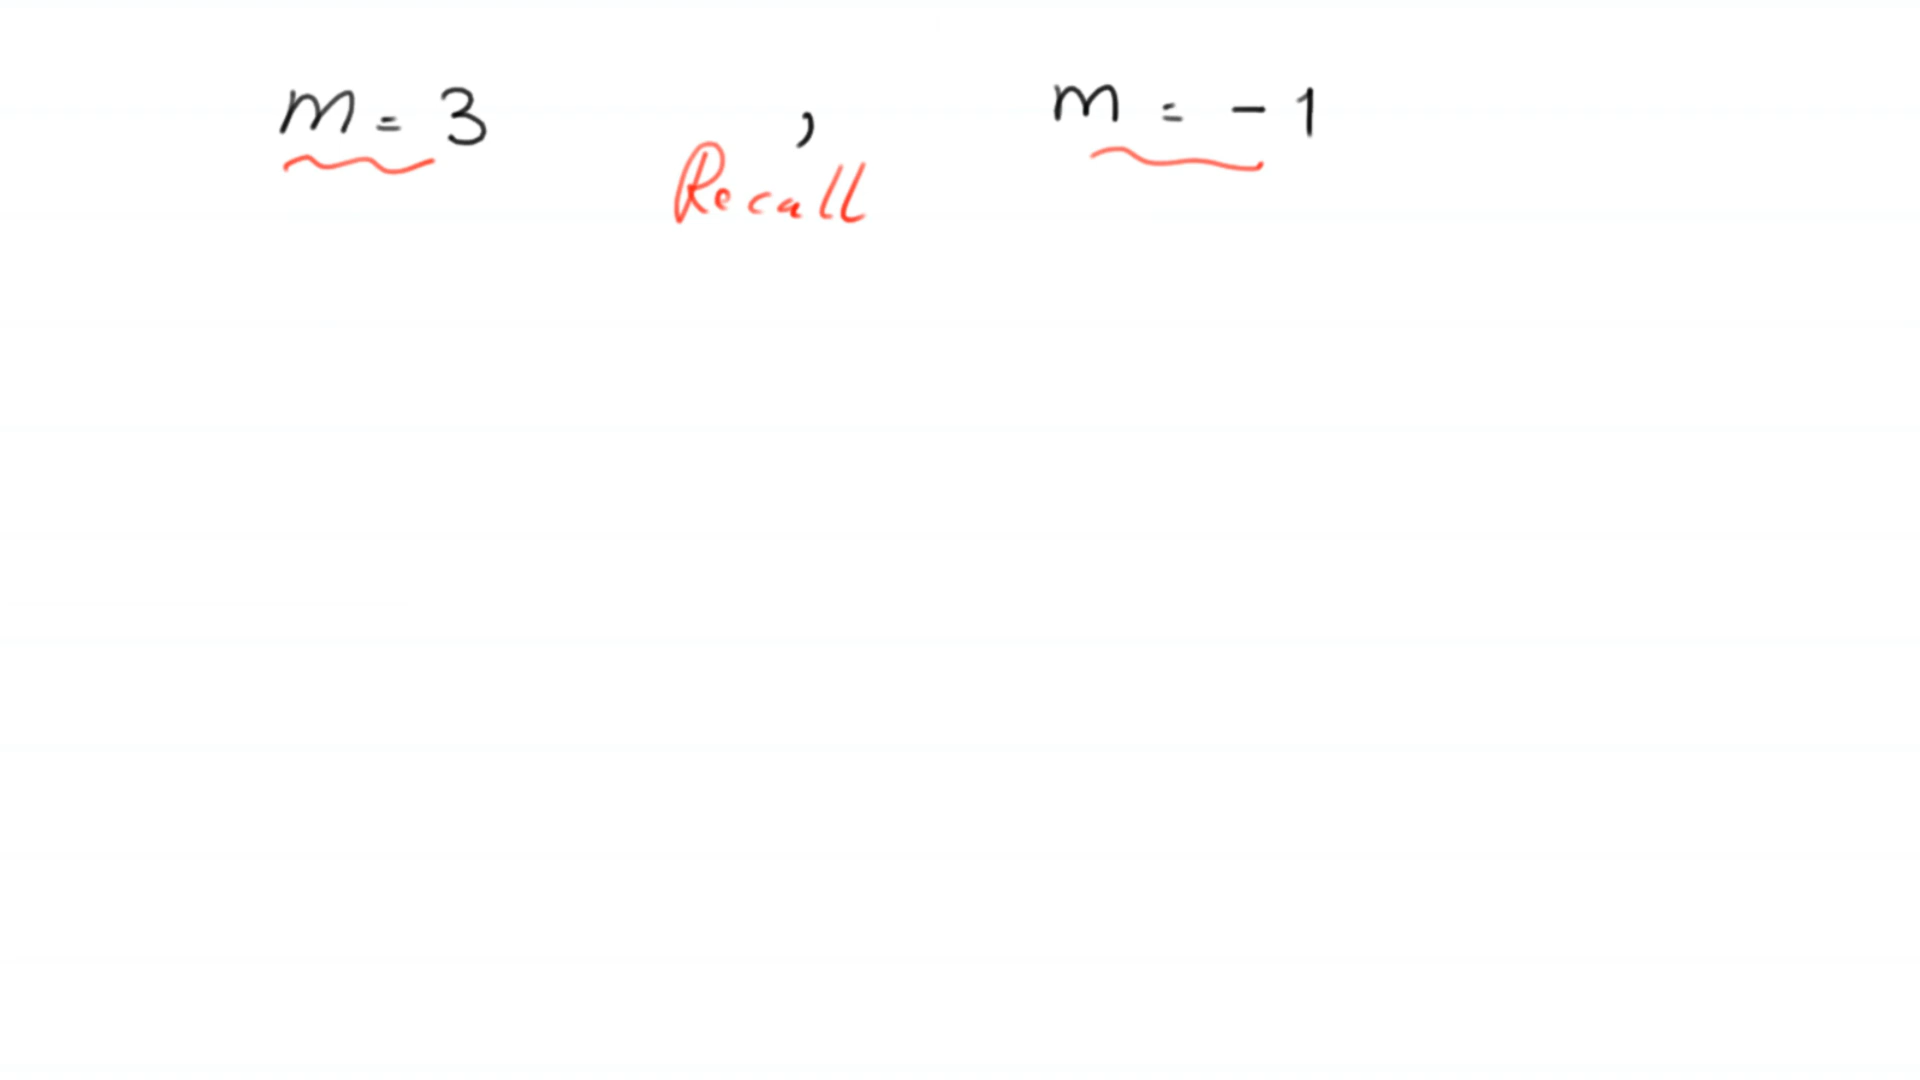 m = 3 , m = - 1
Recall